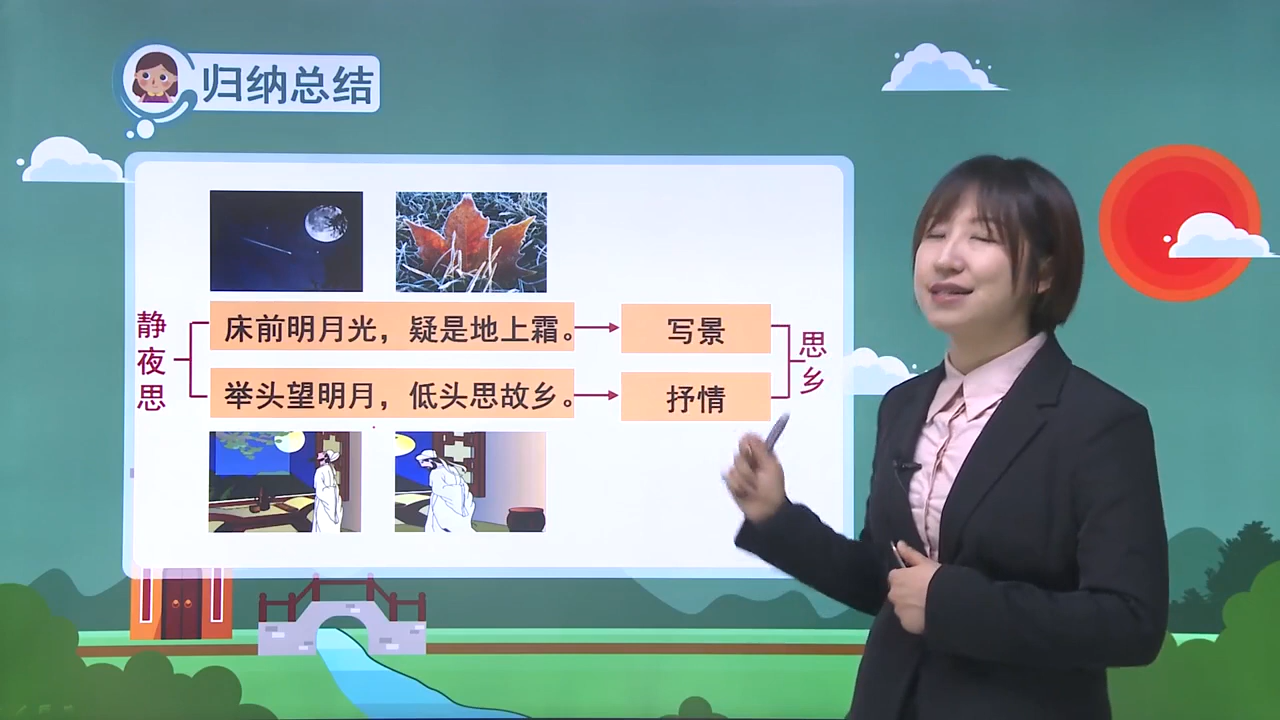 归纳总结
静夜思
床前明月光，疑是地上霜。
写景
举头望明月，低头思故乡。
抒情
思乡